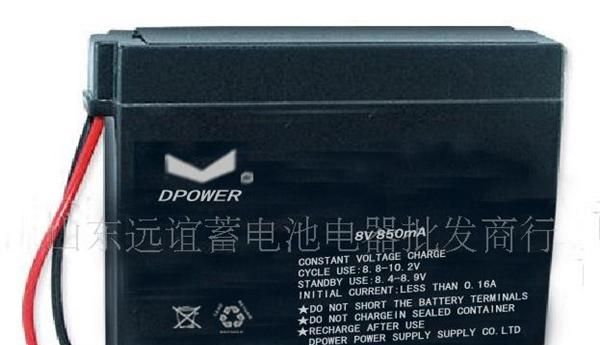 DPOWER
8V 850mA
山东远谊蓄电池电器批发商行
CONSTANT VOLTAGE CHARGE
CYCLE USE:8.8-10.2V
STANDBY USE:8.4-8.9V
INITIAL CURRENT:LESS THAN 0.16A
★DO NOT SHORT THE BATTERY TERMINALS
★DO NOT CHARGEIN SEALED CONTAINER
★RECHARGE AFTER USE
DPOWER POWER SUPPLY SUPPLY CO.LTD